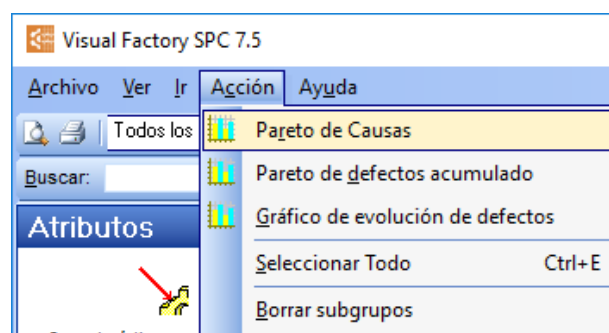 Visual Factory SPC 7.5
Archivo Ver Ir Acción Ayuda
Todos los
Pareto de Causas
Buscar:
Pareto de defectos acumulado
Atributos
Gráfico de evolución de defectos
Seleccionar Todo Ctrl+E
Borrar subgrupos